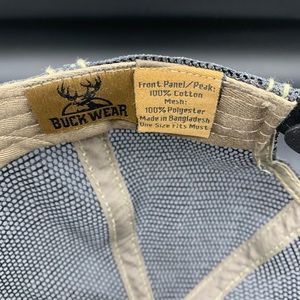 BUCK WEAR
Front Panel/Peak:
100% Cotton
Mesh:
100% Polyester
Made in Bangladesh
One Size Fits Most